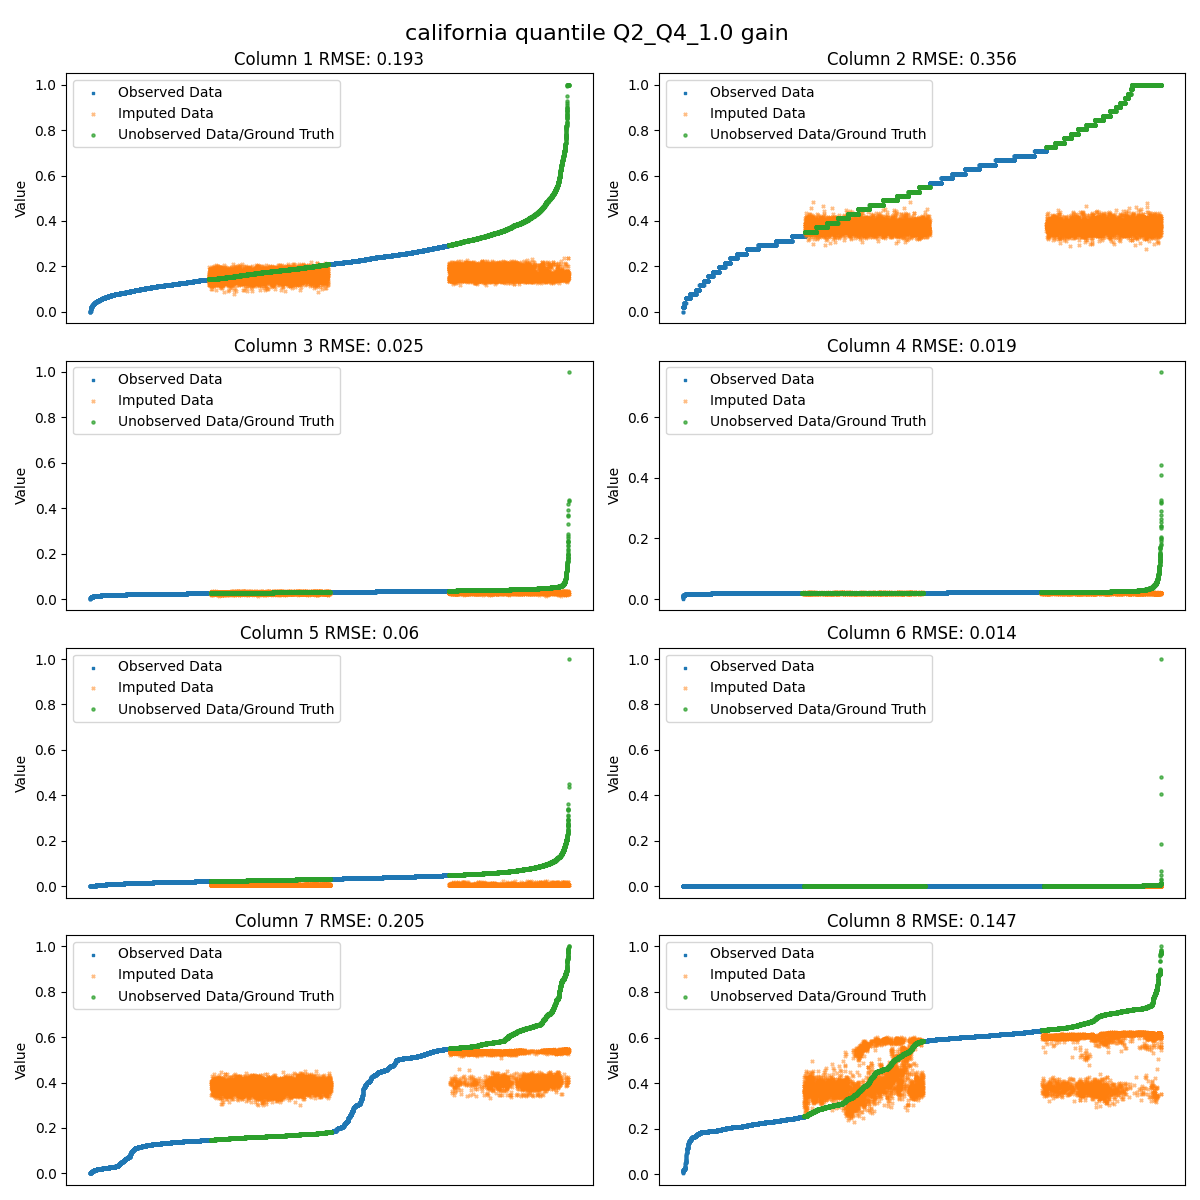 california quantile Q2_Q4_1.0 gain
Column 1 RMSE: 0.193
Value
1.0
0.8
0.6
0.4
0.2
0.0
Observed Data
Imputed Data
Unobserved Data/Ground Truth
Column 2 RMSE: 0.356
Value
1.0
0.8
0.6
0.4
0.2
0.0
Observed Data
Imputed Data
Unobserved Data/Ground Truth
Column 3 RMSE: 0.025
Value
1.0
0.8
0.6
0.4
0.2
0.0
Observed Data
Imputed Data
Unobserved Data/Ground Truth
Column 4 RMSE: 0.019
Value
0.6
0.4
0.2
0.0
Observed Data
Imputed Data
Unobserved Data/Ground Truth
Column 5 RMSE: 0.06
Value
1.0
0.8
0.6
0.4
0.2
0.0
Observed Data
Imputed Data
Unobserved Data/Ground Truth
Column 6 RMSE: 0.014
Value
1.0
0.8
0.6
0.4
0.2
0.0
Observed Data
Imputed Data
Unobserved Data/Ground Truth
Column 7 RMSE: 0.205
Value
1.0
0.8
0.6
0.4
0.2
0.0
Observed Data
Imputed Data
Unobserved Data/Ground Truth
Column 8 RMSE: 0.147
Value
1.0
0.8
0.6
0.4
0.2
0.0
Observed Data
Imputed Data
Unobserved Data/Ground Truth